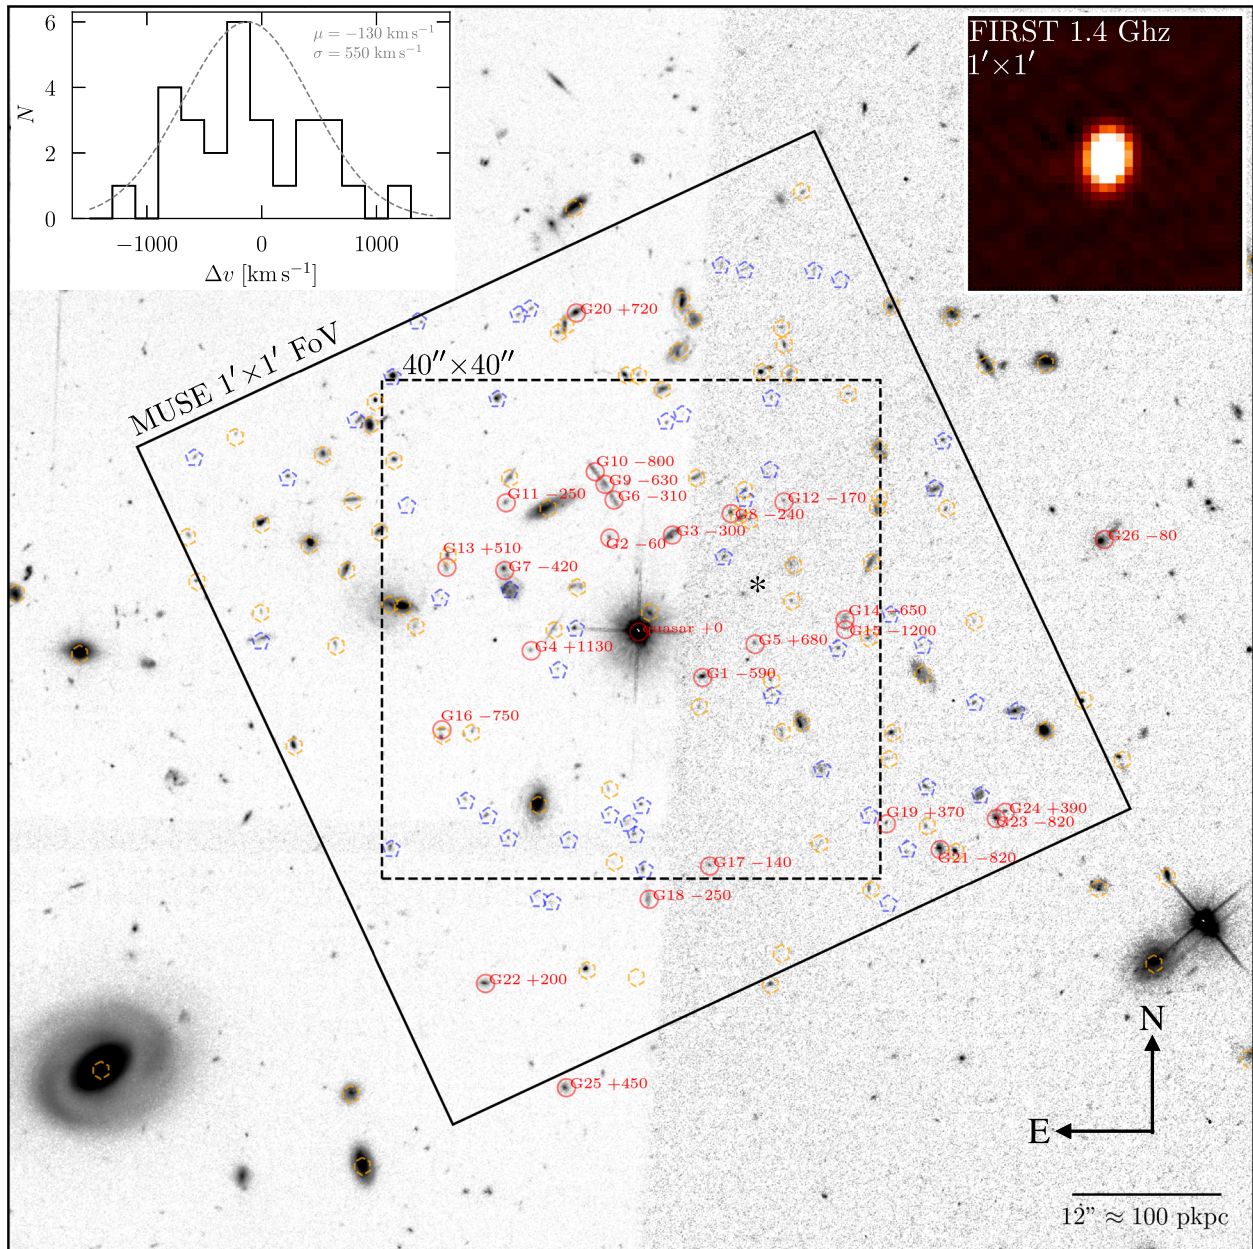 6
4
2
0
N
−1000
0
1000
Δv [km s⁻¹]
μ = −130 km s⁻¹
σ = 550 km s⁻¹
FIRST 1.4 Ghz
1′×1′
MUSE 1′×1′ FoV
40″×40″
G20 +720
G10 −800
G9 −630
G11 −250
G6 −310
G12 −170
G8 −240
G3 −300
G2 −60
G26 −80
G13 +510
G7 −420
*
G14 −650
quasar +0
G15 −1200
G5 +680
G4 +1130
G1 −590
G16 −750
G24 +390
G19 +370
G23 −820
G21 −820
G17 −140
G18 −250
G22 +200
G25 +450
N
E
12" ≈ 100 pkpc